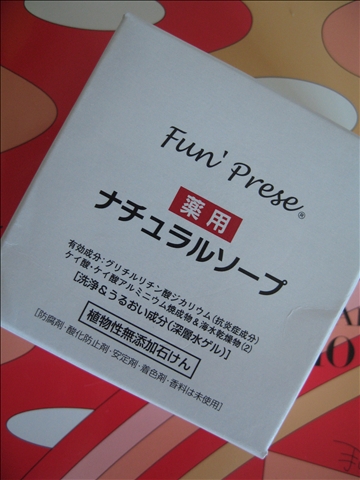 Fun' Prese®
薬用
ナチュラルソープ
有効成分:グリチルリチン酸ジカリウム(抗炎症成分)
ケイ酸・ケイ酸アルミニウム焼成物&海水乾燥物(2)
[洗浄&うるおい成分(深層水ゲル)]
植物性無添加石けん
[防腐剤・酸化防止剤・安定剤・着色剤・香料は未使用]